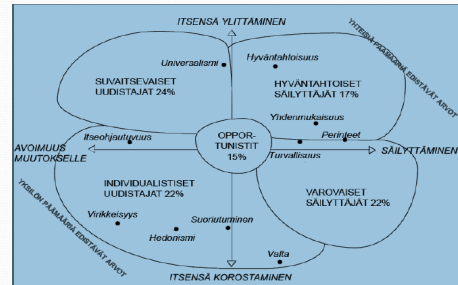 ITSENSÄ YLITTÄMINEN
YHTEISIÄ PÄÄMÄÄRIÄ EDISTÄVÄT ARVOT
Universalismi
Hyväntahtoisuus
SUVAITSEVAISET
UUDISTAJAT 24%
HYVÄNTAHTOISET
SÄILYTTÄJÄT 17%
Yhdenmukaisuus
Itseohjautuvuus
OPPOR-
TUNISTIT
15%
Perinteet
Turvallisuus
AVOIMUUS
MUUTOKSELLE
SÄILYTTÄMINEN
YKSILÖN PÄÄMÄÄRIÄ EDISTÄVÄT ARVOT
INDIVIDUALISTISET
UUDISTAJAT 22%
VAROVAISET
SÄILYTTÄJÄT 22%
Virikkeisyys
Suoriutuminen
Hedonismi
Valta
ITSENSÄ KOROSTAMINEN